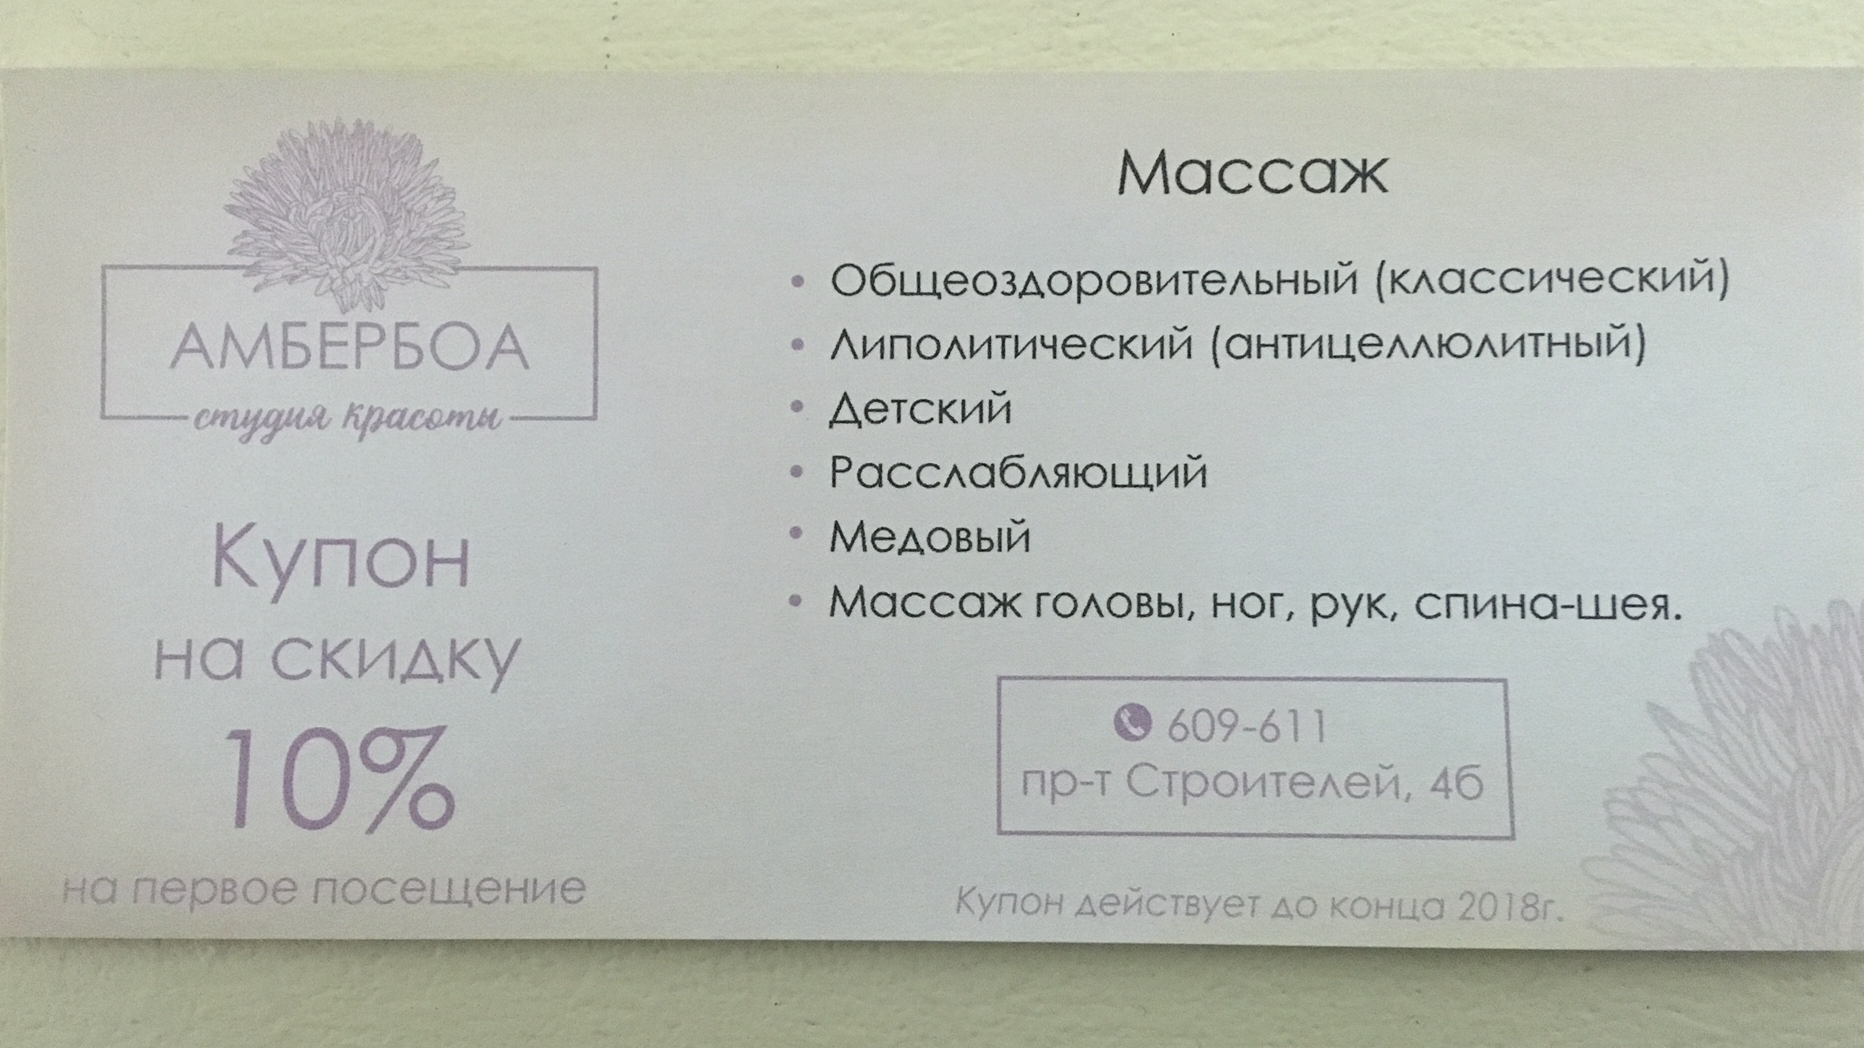 АМБЕРБОА
студия красоты
Купон
на скидку
10%
на первое посещение
Массаж
• Общеоздоровительный (классический)
• Липолитический (антицеллюлитный)
• Детский
• Расслабляющий
• Медовый
• Массаж головы, ног, рук, спина-шея.
609-611
пр-т Строителей, 4б
Купон действует до конца 2018г.